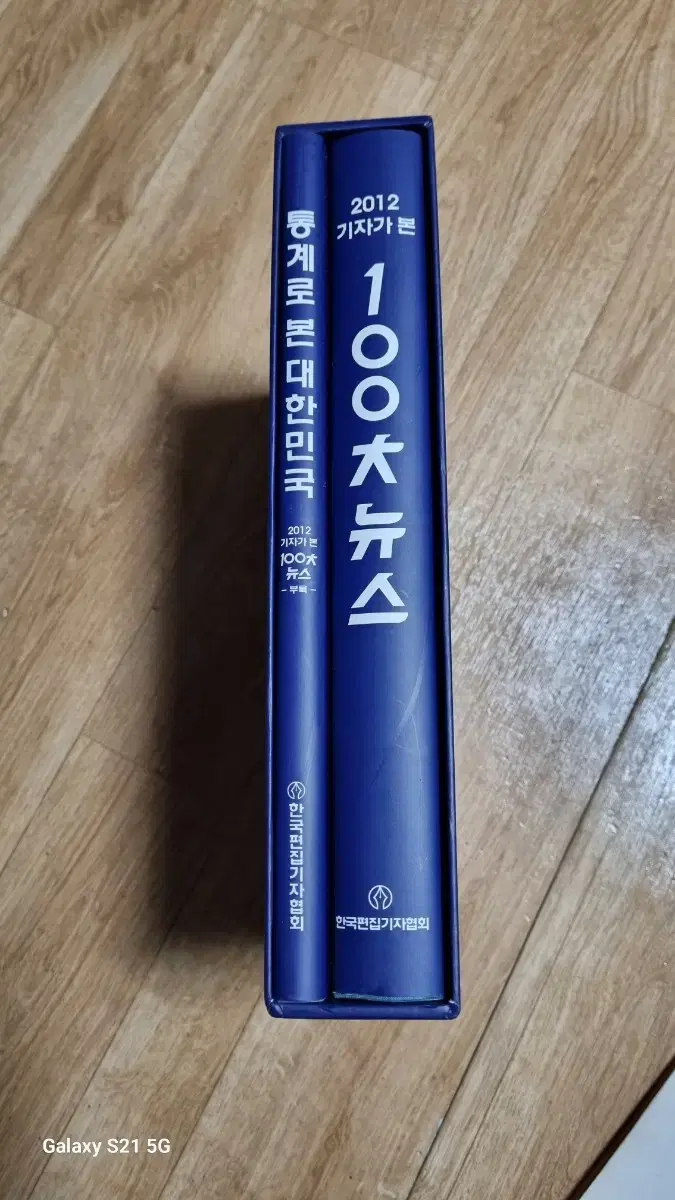 통계로 본 대한민국
2012
기자가 본
100大
뉴스
- 부록 -
한국편집기자협회
2012
기자가 본
100大뉴스
한국편집기자협회
Galaxy S21 5G